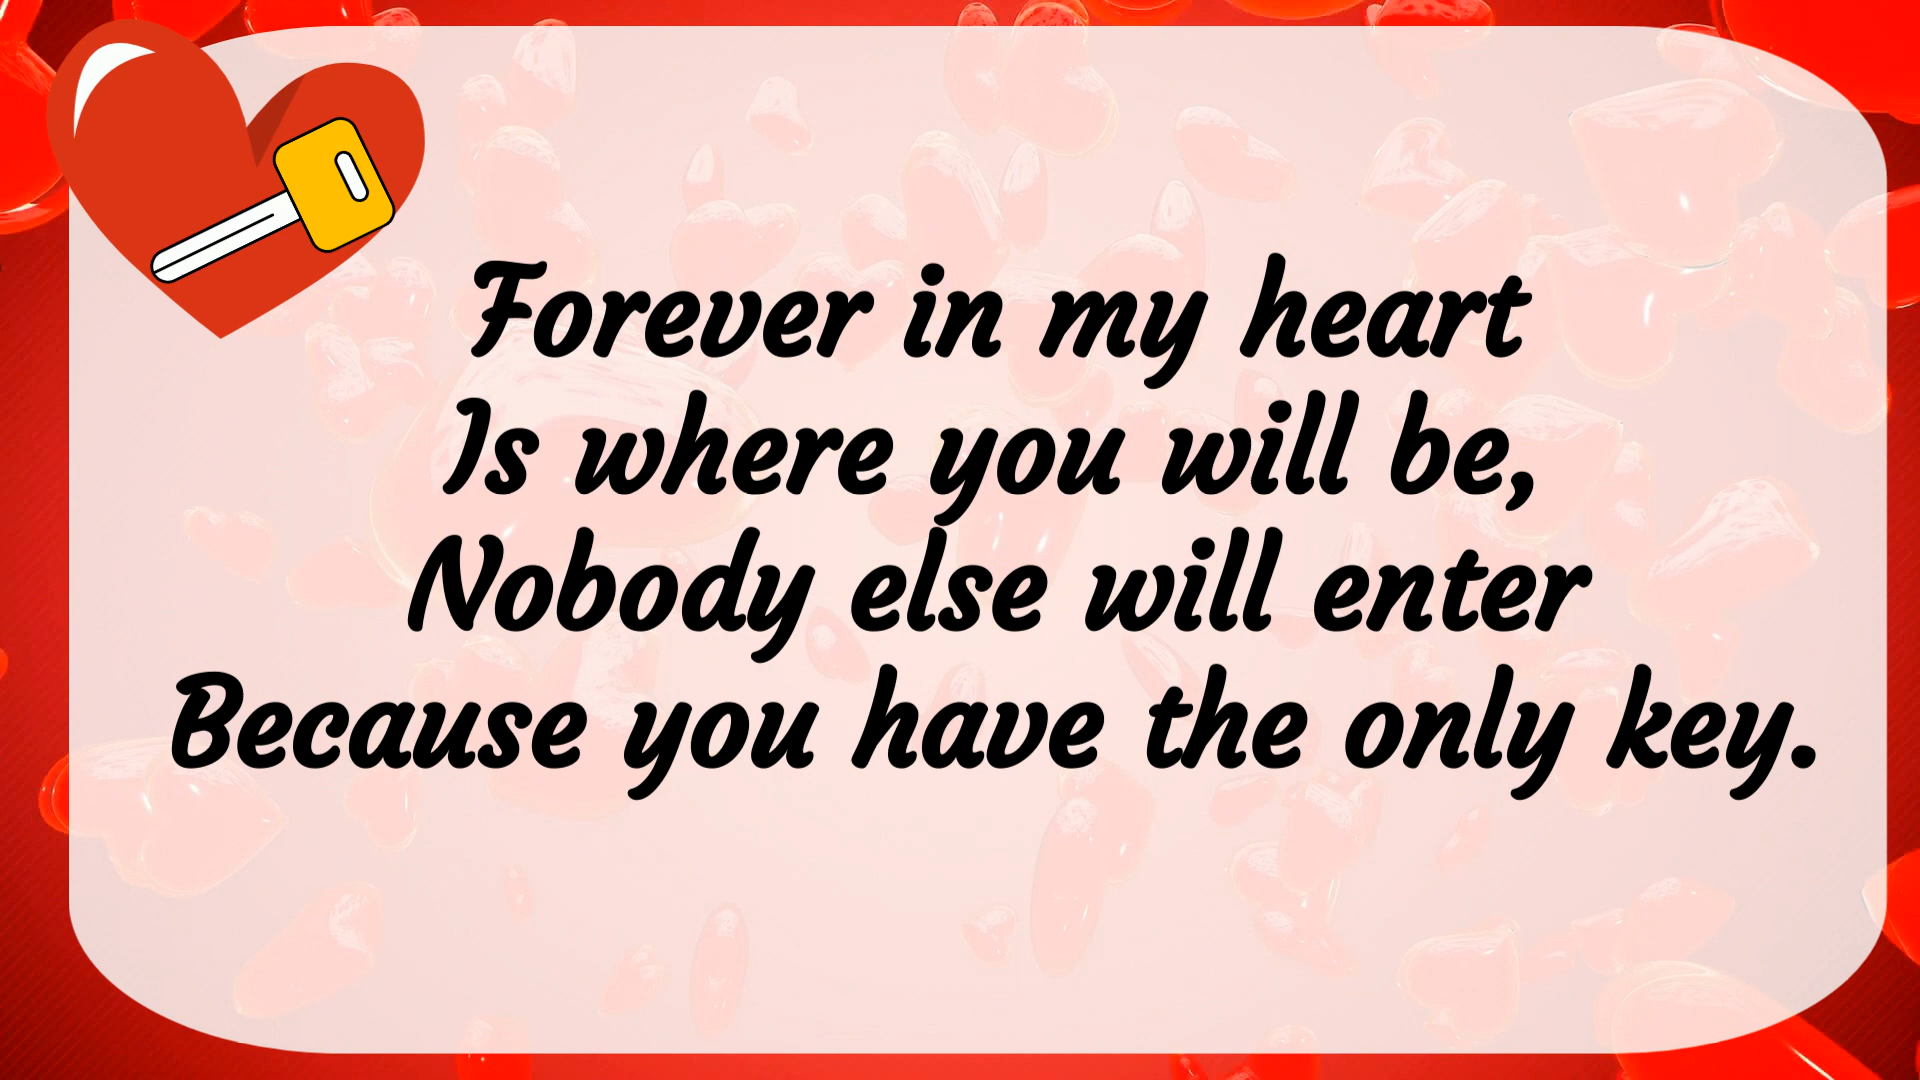 Forever in my heart
Is where you will be,
Nobody else will enter
Because you have the only key.